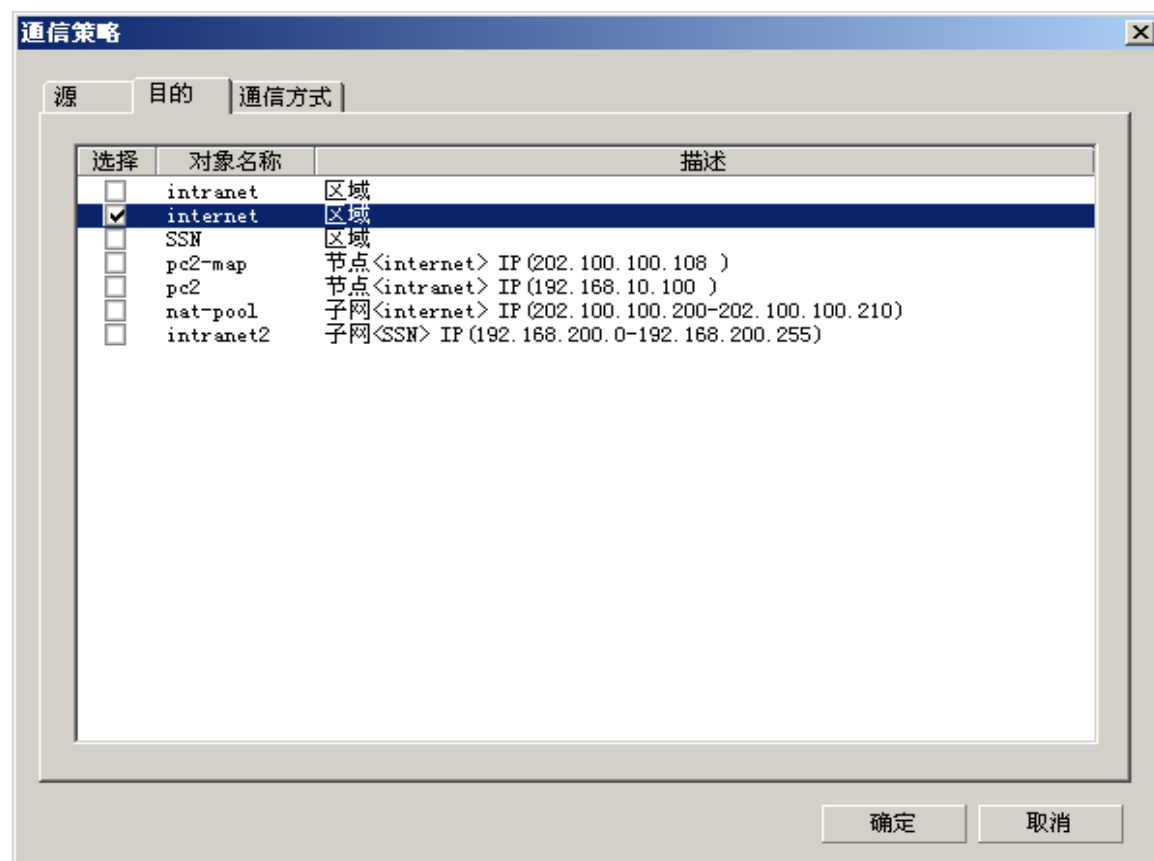 通信策略
源 目的 通信方式
选择 对象名称 描述
intranet 区域
internet 区域
SSN 区域
pc2-map 节点<internet> IP(202.100.100.108 )
pc2 节点<intranet> IP(192.168.10.100 )
nat-pool 子网<internet> IP(202.100.100.200-202.100.100.210)
intranet2 子网<SSN> IP(192.168.200.0-192.168.200.255)
确定 取消